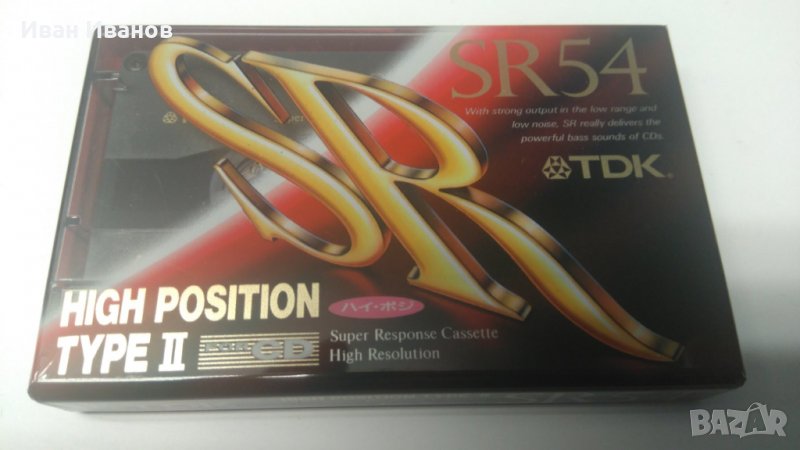 Иван Иванов
SR54
With strong output in the low range and
low noise, SR really delivers the
powerful bass sounds of CDs.
TDK
SR
HIGH POSITION
TYPE II
ハイ・ポジ
CD
Super Response Cassette
High Resolution
BAZAR